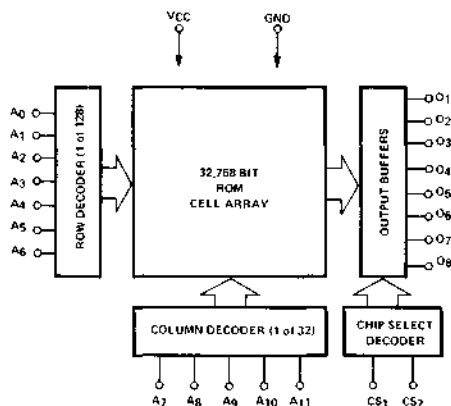 VCC
GND
A0
A1
A2
A3
A4
A5
A6
ROW DECODER (1 of 128)
32,768 BIT
ROM
CELL ARRAY
OUTPUT BUFFERS
O1
O2
O3
O4
O5
O6
O7
O8
COLUMN DECODER (1 of 32)
CHIP SELECT
DECODER
A7
A8
A9
A10
A11
CS1
CS2